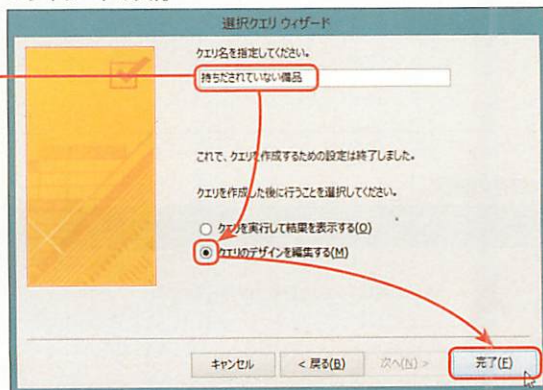 選択クエリ ウィザード
クエリ名を指定してください。
持ちだされていない備品
これで、クエリを作成するための設定は終了しました。
クエリを作成した後に行うことを選択してください。
クエリを実行して結果を表示する(O)
クエリのデザインを編集する(M)
キャンセル
< 戻る(B)
次へ(N) >
完了(F)